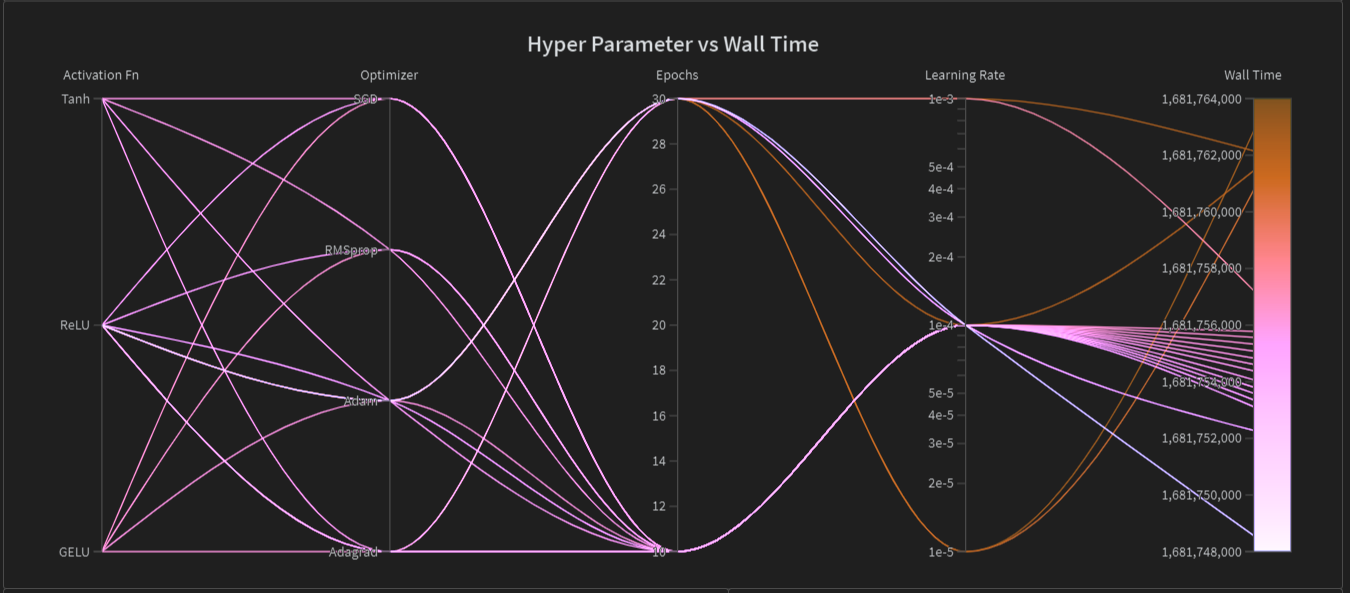 Hyper Parameter vs Wall Time
Activation Fn
Optimizer
Epochs
Learning Rate
Wall Time
Tanh
ReLU
GELU
SGD
RMSprop
Adam
Adagrad
30
28
26
24
22
20
18
16
14
12
10
1e-3
5e-4
4e-4
3e-4
2e-4
1e-4
5e-5
4e-5
3e-5
2e-5
1e-5
1,681,764,000
1,681,762,000
1,681,760,000
1,681,758,000
1,681,756,000
1,681,754,000
1,681,752,000
1,681,750,000
1,681,748,000